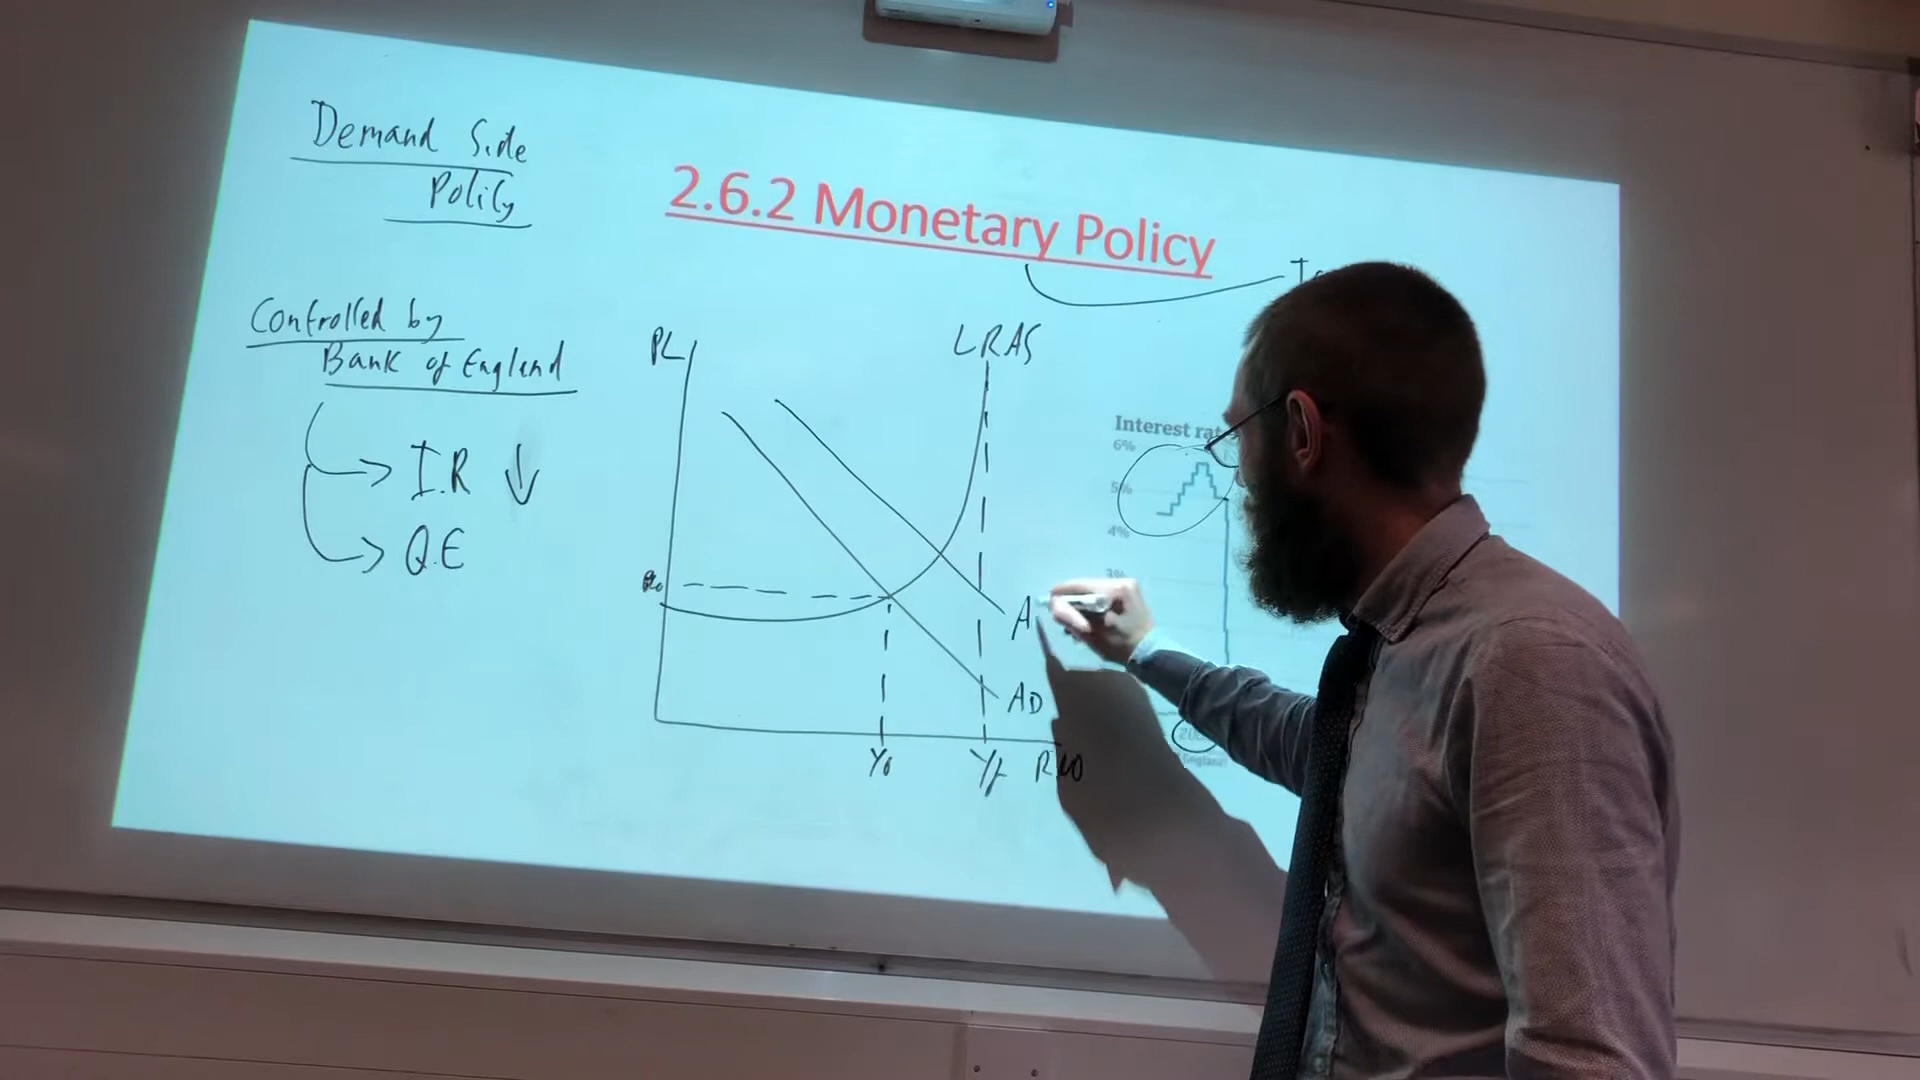 Demand Side
Policy
2.6.2 Monetary Policy
Controlled by
Bank of England
I.R ↓
Q.E
PL
LRAS
Interest rat
6%
5%
4%
3%
A
AD
Y0
Yf